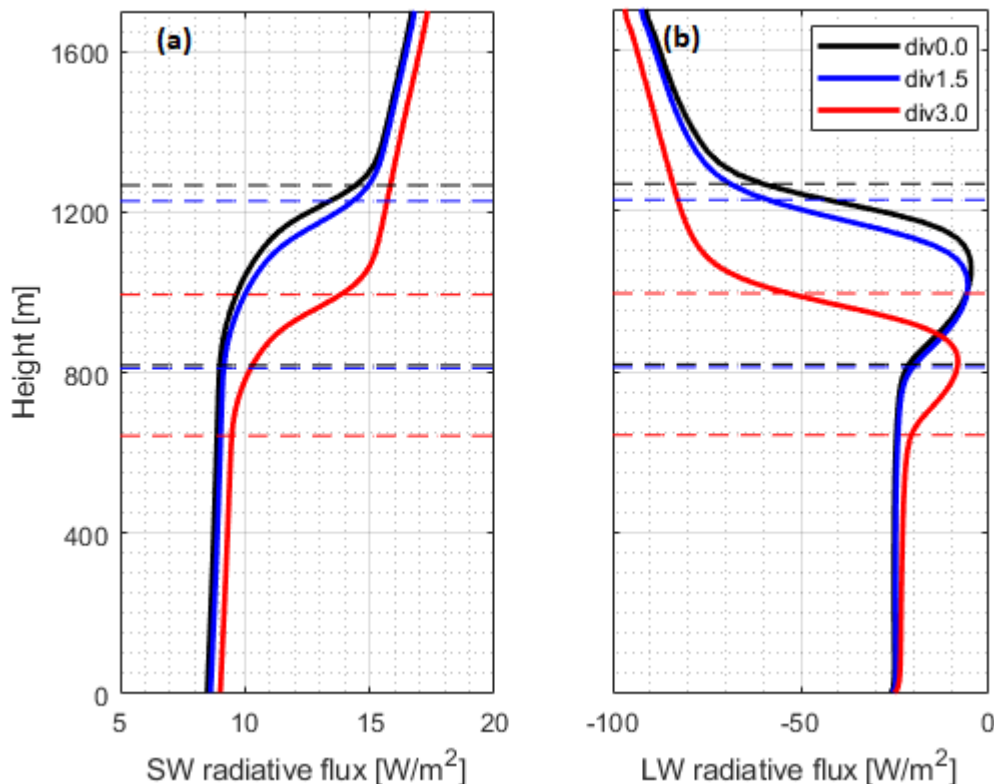 (a)
(b)
div0.0
div1.5
div3.0
1600
1200
800
400
0
Height [m]
5 10 15 20
-100 -50 0
SW radiative flux [W/m²]
LW radiative flux [W/m²]